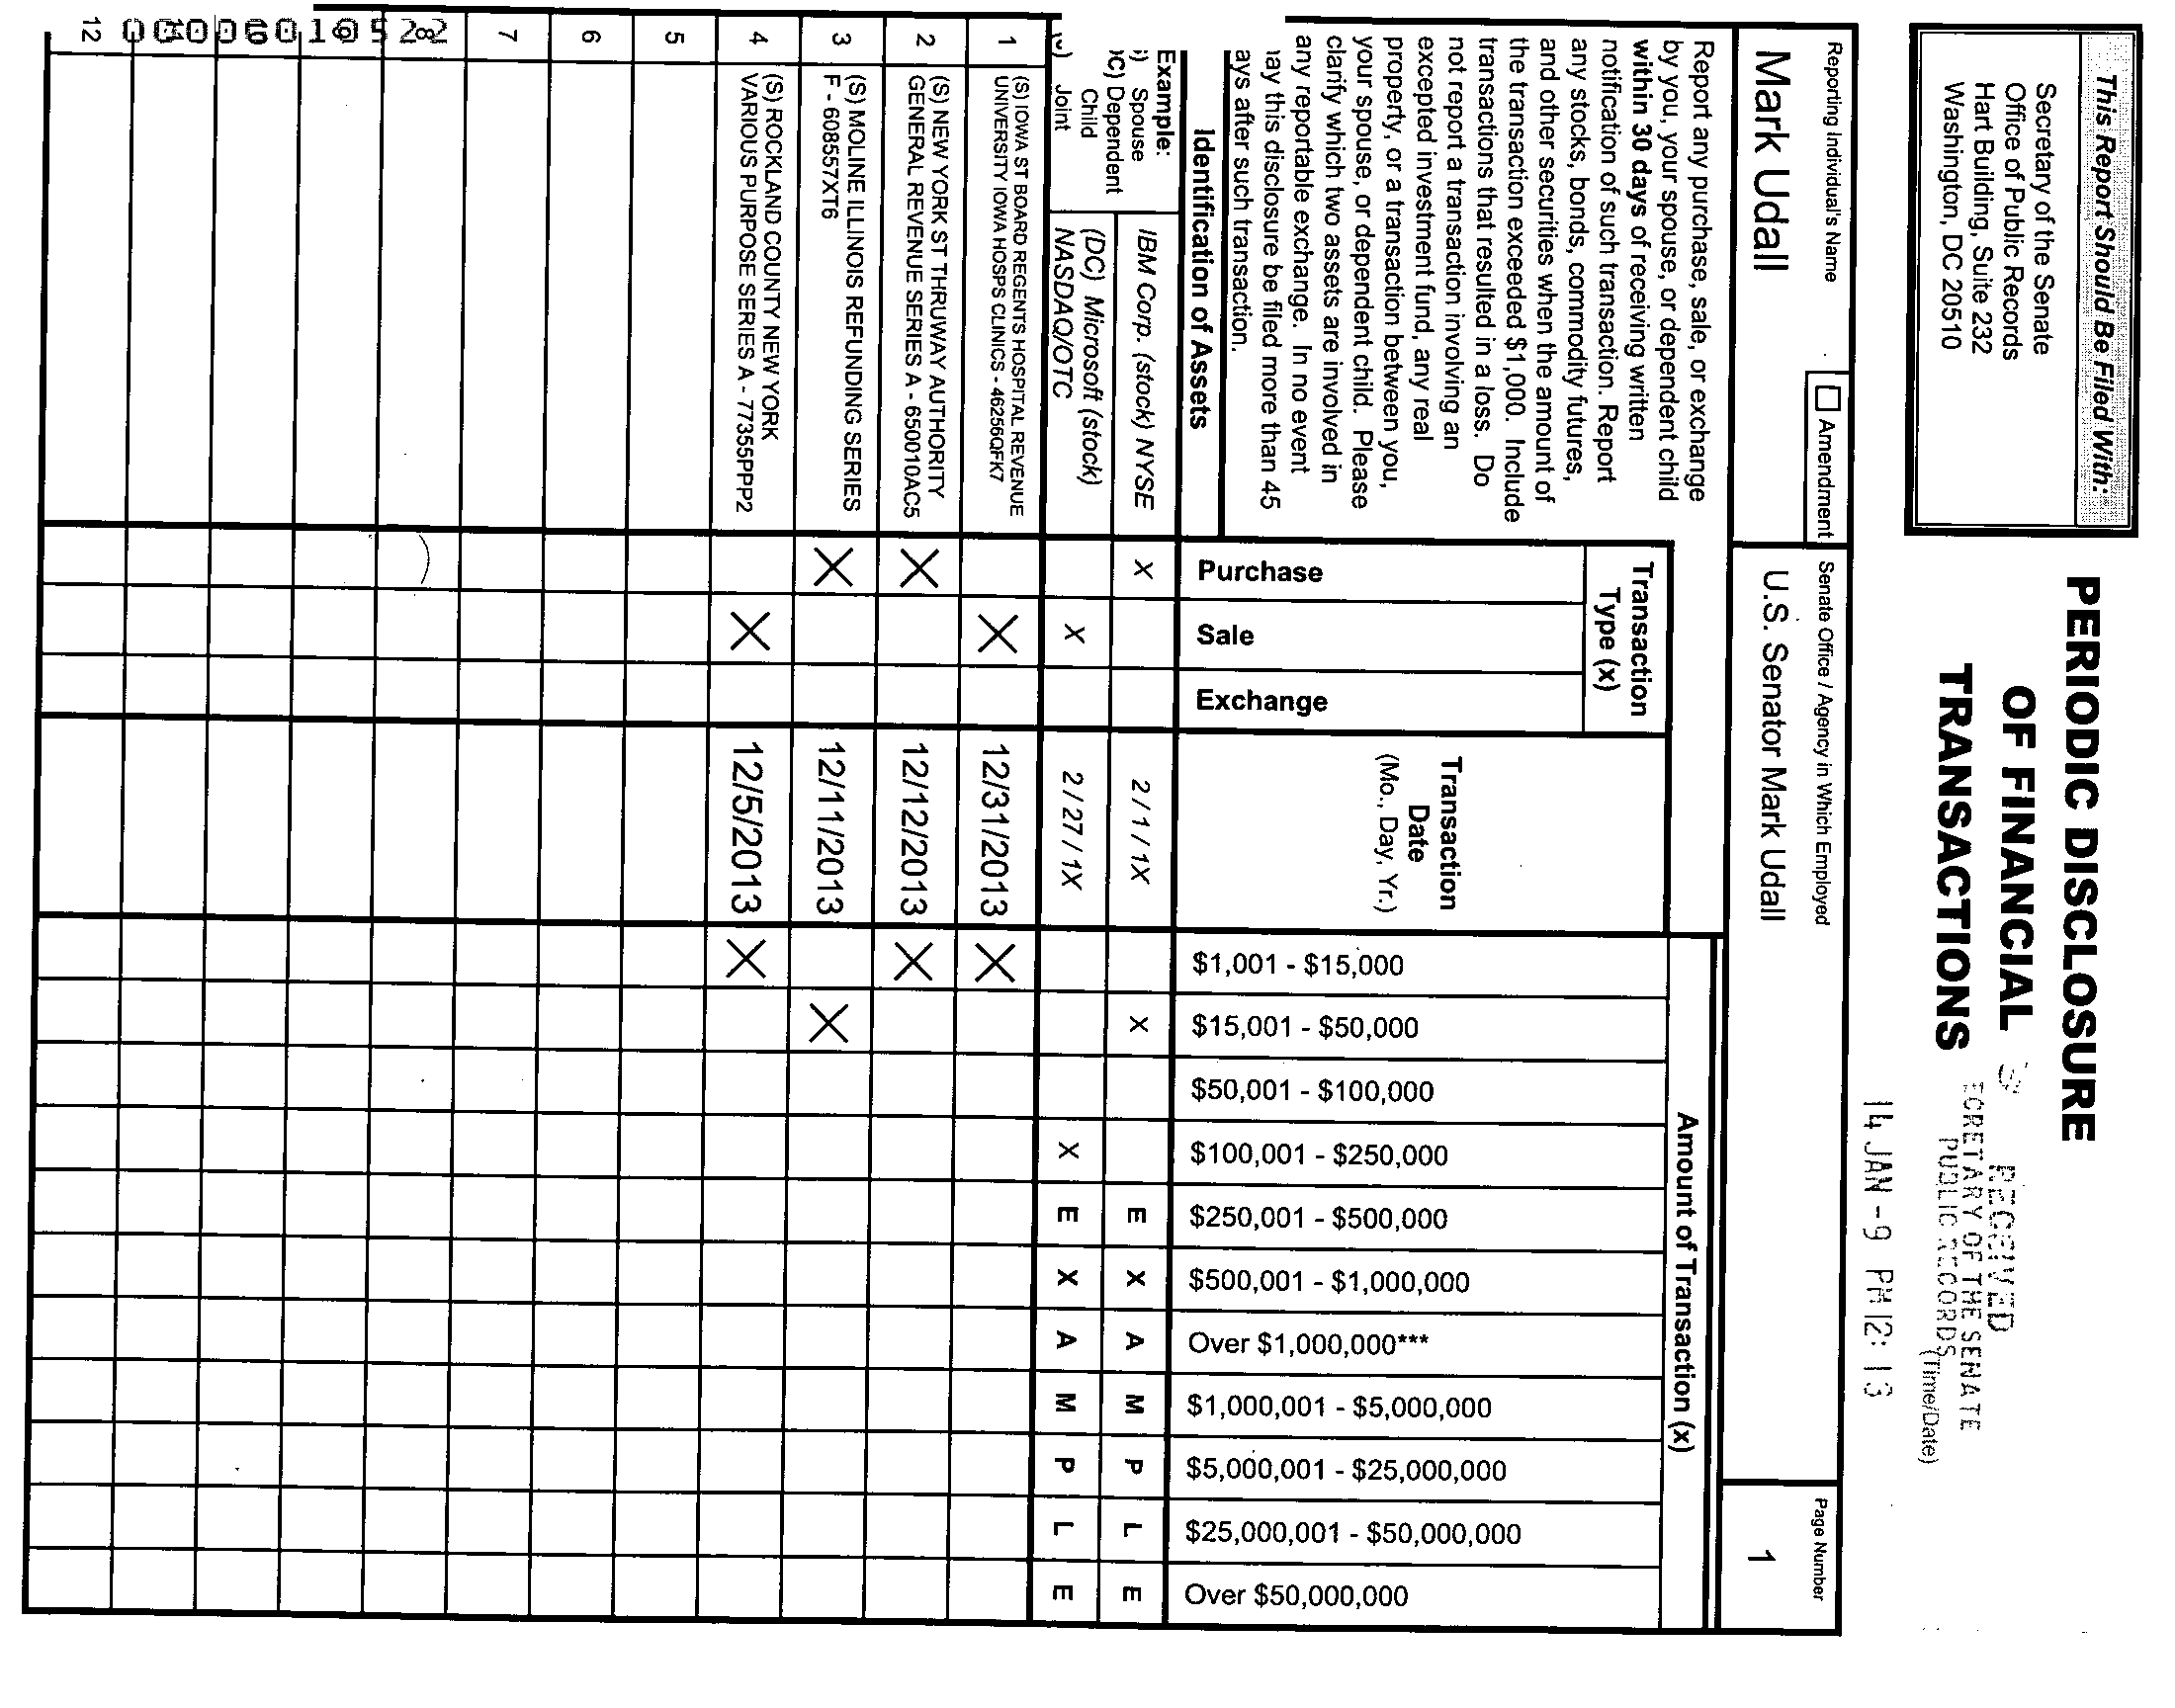 This Report Should Be Filed With:
Secretary of the Senate
Office of Public Records
Hart Building, Suite 232
Washington, DC 20510
PERIODIC DISCLOSURE
OF FINANCIAL
TRANSACTIONS
RECEIVED
SECRETARY OF THE SENATE
PUBLIC RECORDS
(Time/Date)
14 JAN -9 PM 12: 13
Reporting Individual's Name
Amendment
Senate Office / Agency in Which Employed
Page Number
Mark Udall
U.S. Senator Mark Udall
1
Report any purchase, sale, or exchange
by you, your spouse, or dependent child
within 30 days of receiving written
notification of such transaction. Report
any stocks, bonds, commodity futures,
and other securities when the amount of
the transaction exceeded $1,000. Include
transactions that resulted in a loss. Do
not report a transaction involving an
excepted investment fund, any real
property, or a transaction between you,
your spouse, or dependent child. Please
clarify which two assets are involved in
any reportable exchange. In no event
may this disclosure be filed more than 45
ays after such transaction.
Identification of Assets
Transaction
Type (x)
Purchase
Sale
Exchange
Transaction
Date
(Mo., Day, Yr.)
Amount of Transaction (x)
$1,001 - $15,000
$15,001 - $50,000
$50,001 - $100,000
$100,001 - $250,000
$250,001 - $500,000
$500,001 - $1,000,000
Over $1,000,000***
$1,000,001 - $5,000,000
$5,000,001 - $25,000,000
$25,000,001 - $50,000,000
Over $50,000,000
Example:
) Spouse
C) Dependent
Child
) Joint
IBM Corp. (stock) NYSE X 2 / 1 / 1X X E X A M P L E
(DC) Microsoft (stock)
NASDAQ/OTC X 2 / 27 / 1X X E X A M P L E
1 (S) IOWA ST BOARD REGENTS HOSPITAL REVENUE
UNIVERSITY IOWA HOSPS CLINICS - 46256QFK7 X 12/31/2013 X
2 (S) NEW YORK ST THRUWAY AUTHORITY
GENERAL REVENUE SERIES A - 650010AC5 X 12/12/2013 X
3 (S) MOLINE ILLINOIS REFUNDING SERIES
F - 608557XT6 X 12/11/2013 X
4 (S) ROCKLAND COUNTY NEW YORK
VARIOUS PURPOSE SERIES A - 77355PPP2 X 12/5/2013 X
5
6
7
12